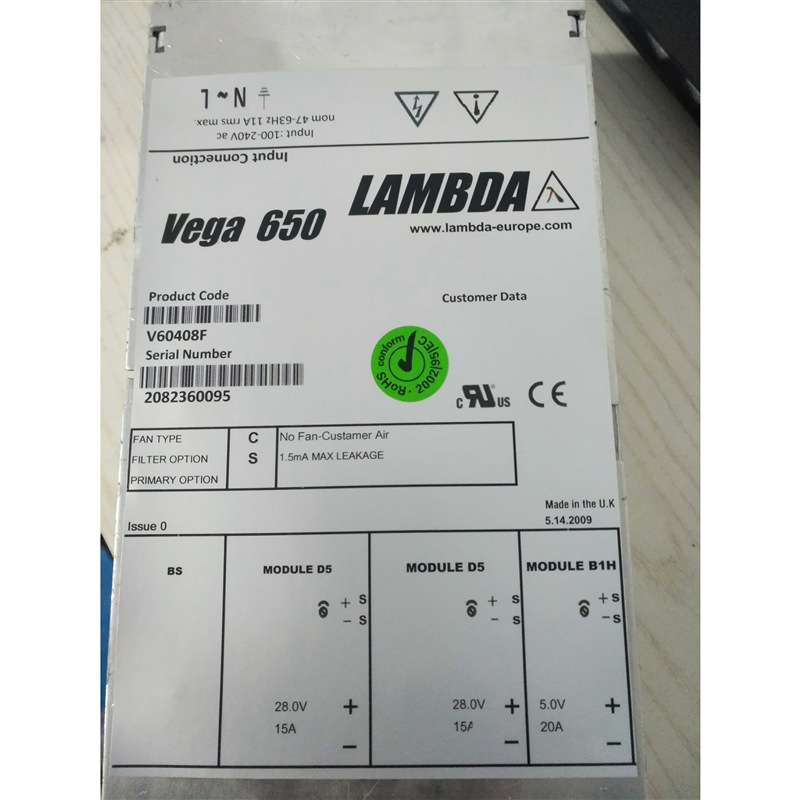 L ~ N
Input :100-240V ac
nom 47-63Hz 11A rms max.
Input Connection
Vega 650
LAMBDA
www.lambda-europe.com
Product Code
V60408F
Serial Number
2082360095
Customer Data
conform
RoHS · 2002/95/EC
c RU US CE
FAN TYPE C No Fan-Custamer Air
FILTER OPTION S 1.5mA MAX LEAKAGE
PRIMARY OPTION
Made in the U.K
Issue 0 5.14.2009
BS MODULE D5 MODULE D5 MODULE B1H
+ S + S + S
– S – S – S
28.0V + 28.0V + 5.0V +
15A 15A 20A
– – –